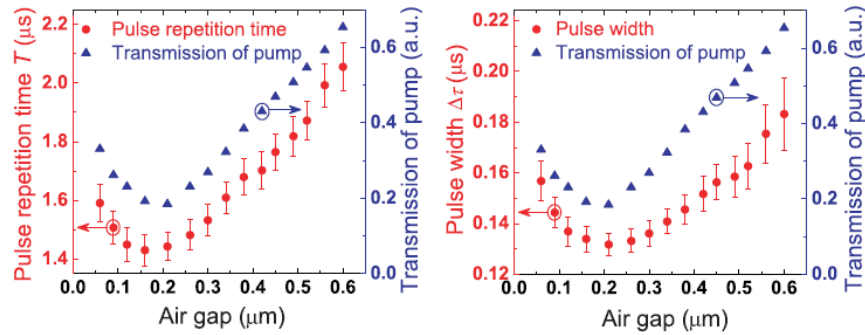 Pulse repetition time T (μs)
2.2
2.0
1.8
1.6
1.4
Pulse repetition time
Transmission of pump
0.0 0.1 0.2 0.3 0.4 0.5 0.6
Air gap (μm)
0.6
0.4
0.2
0.0
Transmission of pump (a.u.)
Pulse width Δτ (μs)
0.22
0.20
0.18
0.16
0.14
0.12
Pulse width
Transmission of pump
0.0 0.1 0.2 0.3 0.4 0.5 0.6
Air gap (μm)
0.6
0.4
0.2
0.0
Transmission of pump (a.u.)